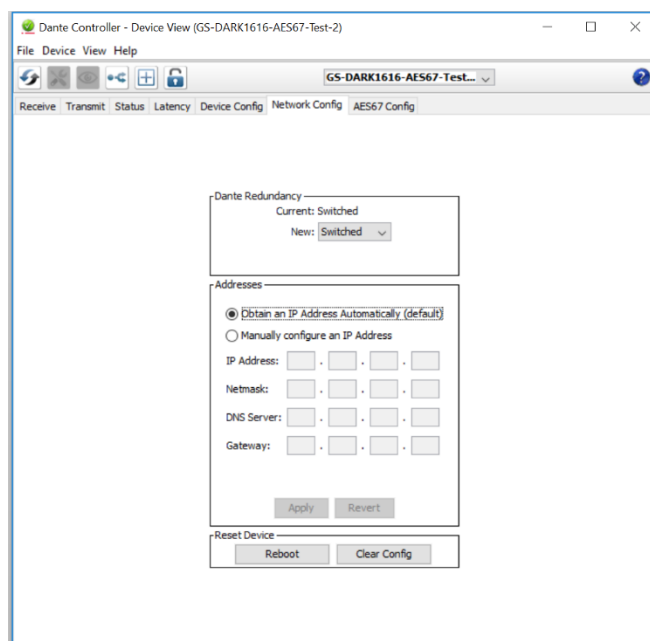 Dante Controller - Device View (GS-DARK1616-AES67-Test-2)
File Device View Help
GS-DARK1616-AES67-Test...
?
Receive Transmit Status Latency Device Config Network Config AES67 Config
Dante Redundancy
Current: Switched
New: Switched
Addresses
Obtain an IP Address Automatically (default)
Manually configure an IP Address
IP Address: . . .
Netmask: . . .
DNS Server: . . .
Gateway: . . .
Apply Revert
Reset Device
Reboot Clear Config